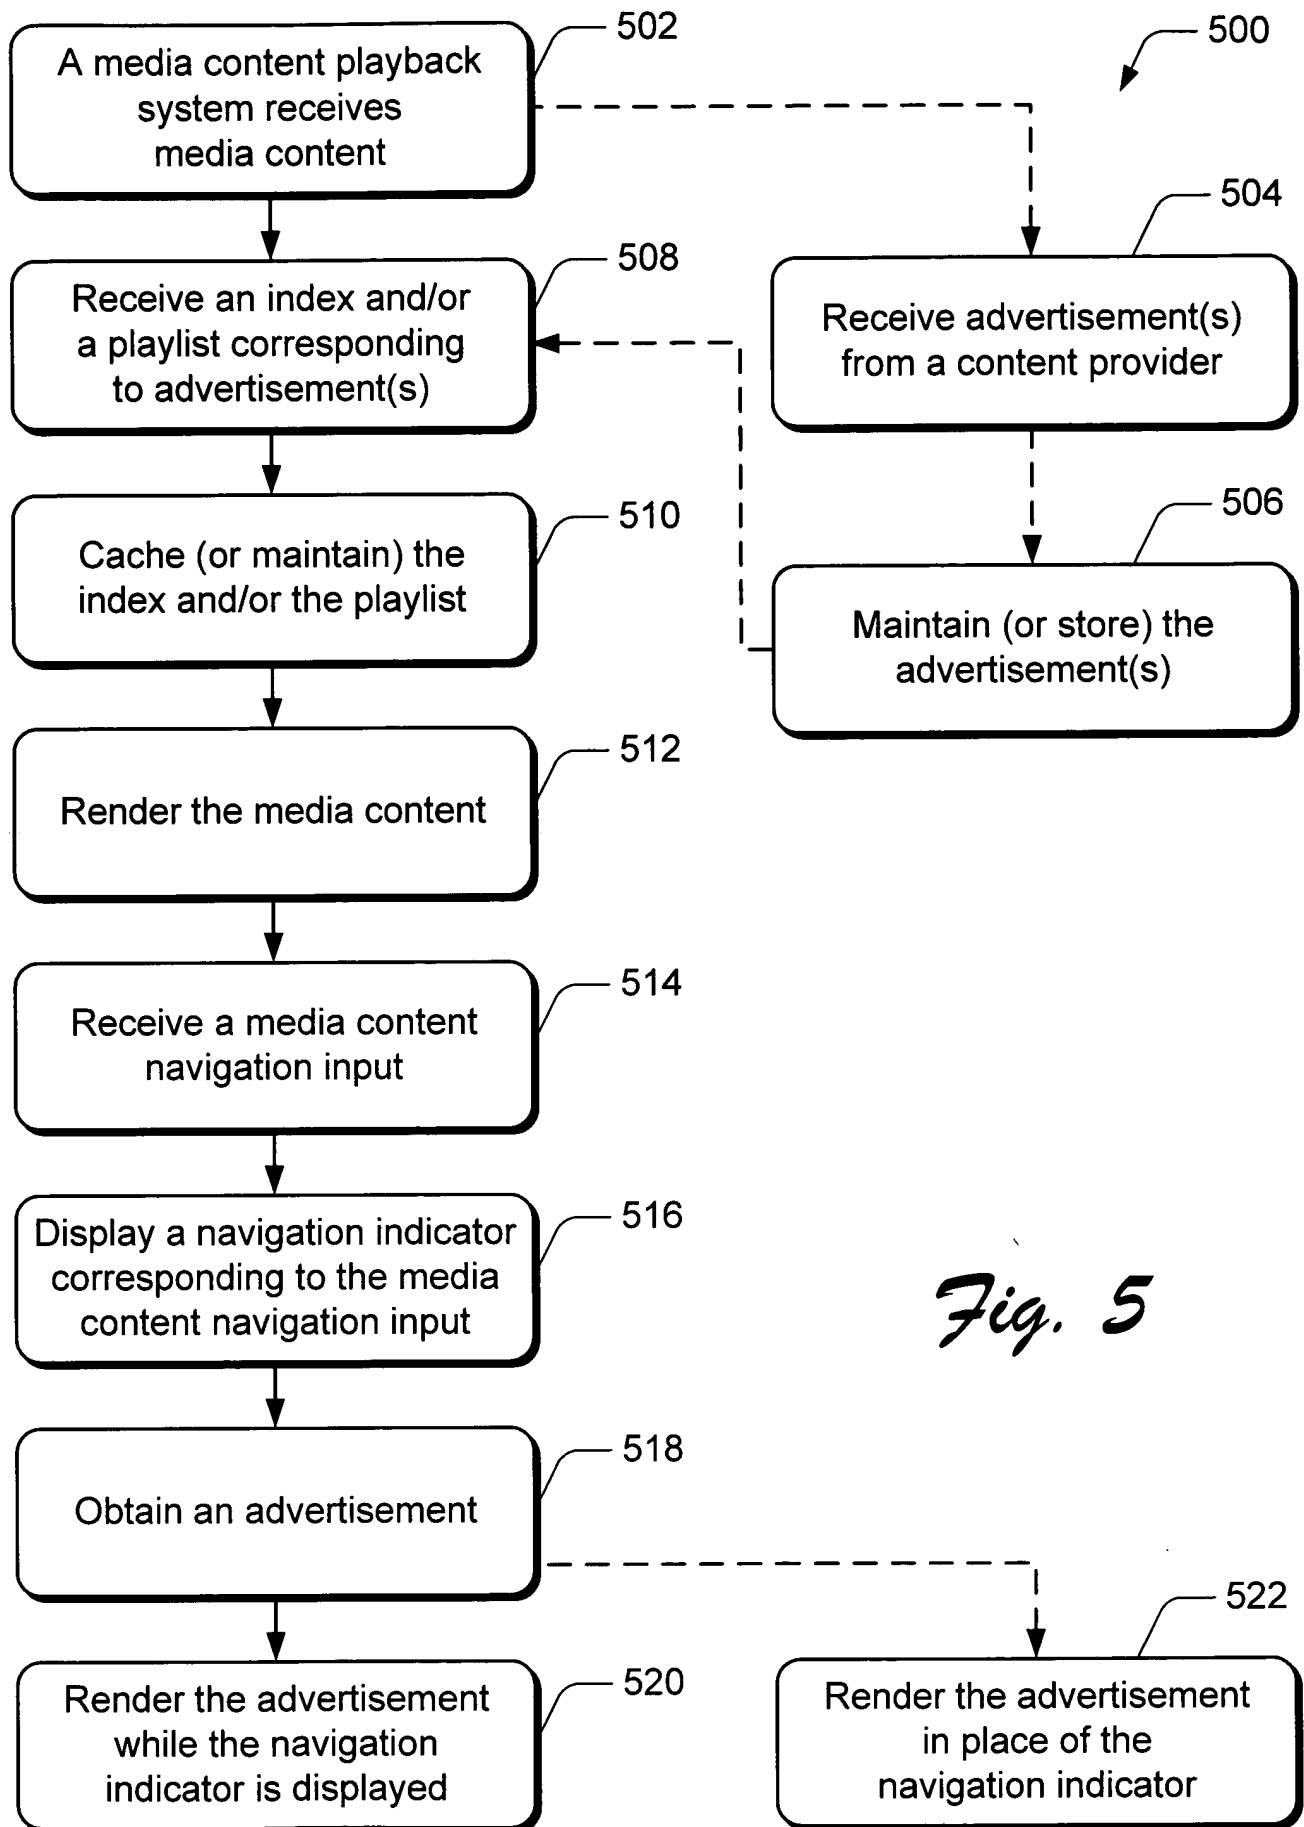 502
500
A media content playback
system receives
media content
504
508
Receive an index and/or
a playlist corresponding
to advertisement(s)
Receive advertisement(s)
from a content provider
510
506
Cache (or maintain) the
index and/or the playlist
Maintain (or store) the
advertisement(s)
512
Render the media content
514
Receive a media content
navigation input
516
Display a navigation indicator
corresponding to the media
content navigation input
Fig. 5
518
Obtain an advertisement
522
520
Render the advertisement
while the navigation
indicator is displayed
Render the advertisement
in place of the
navigation indicator